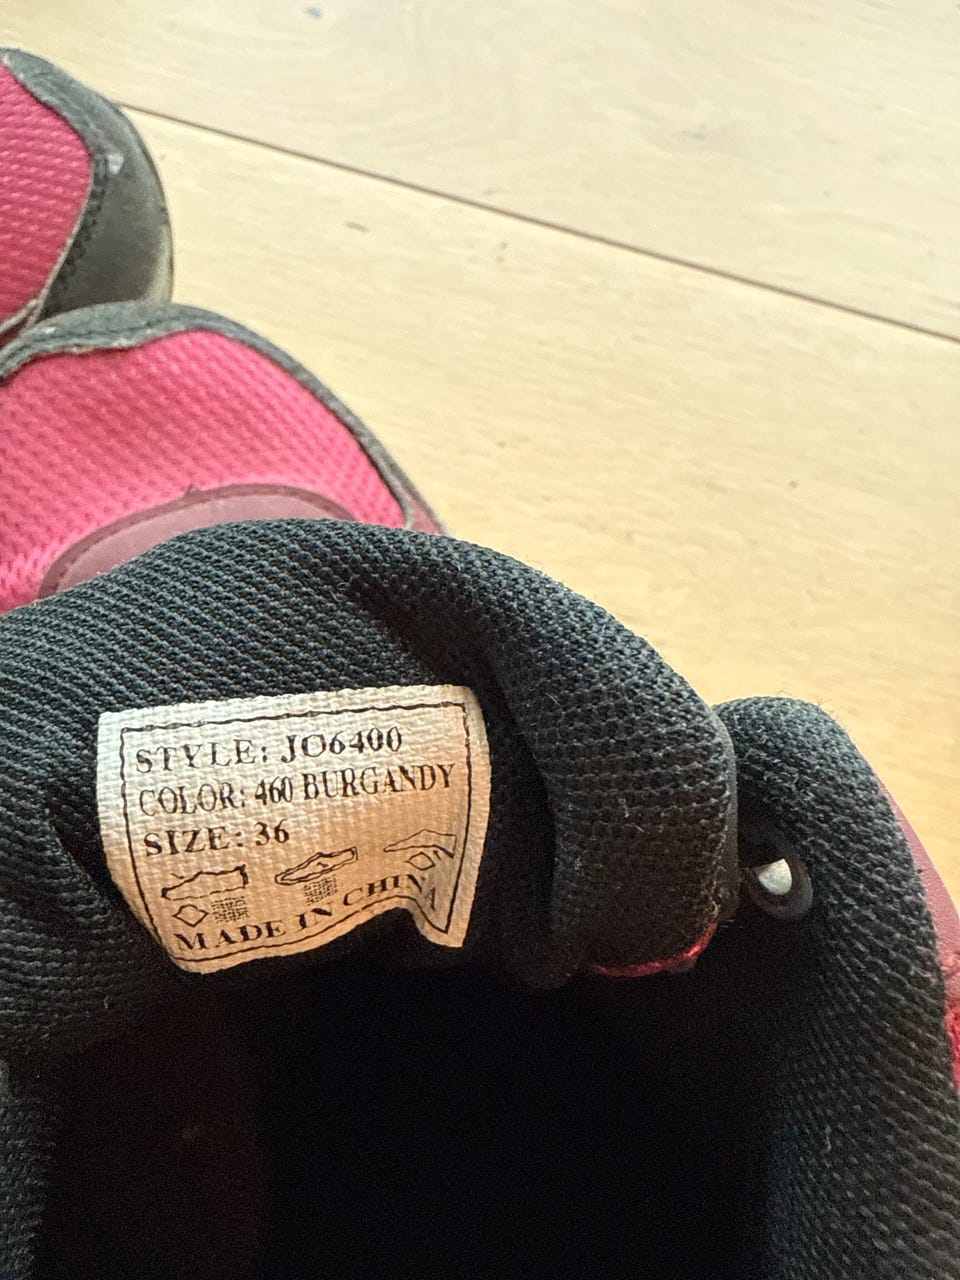 STYLE: JO6400
COLOR: 460 BURGANDY
SIZE: 36
MADE IN CHINA